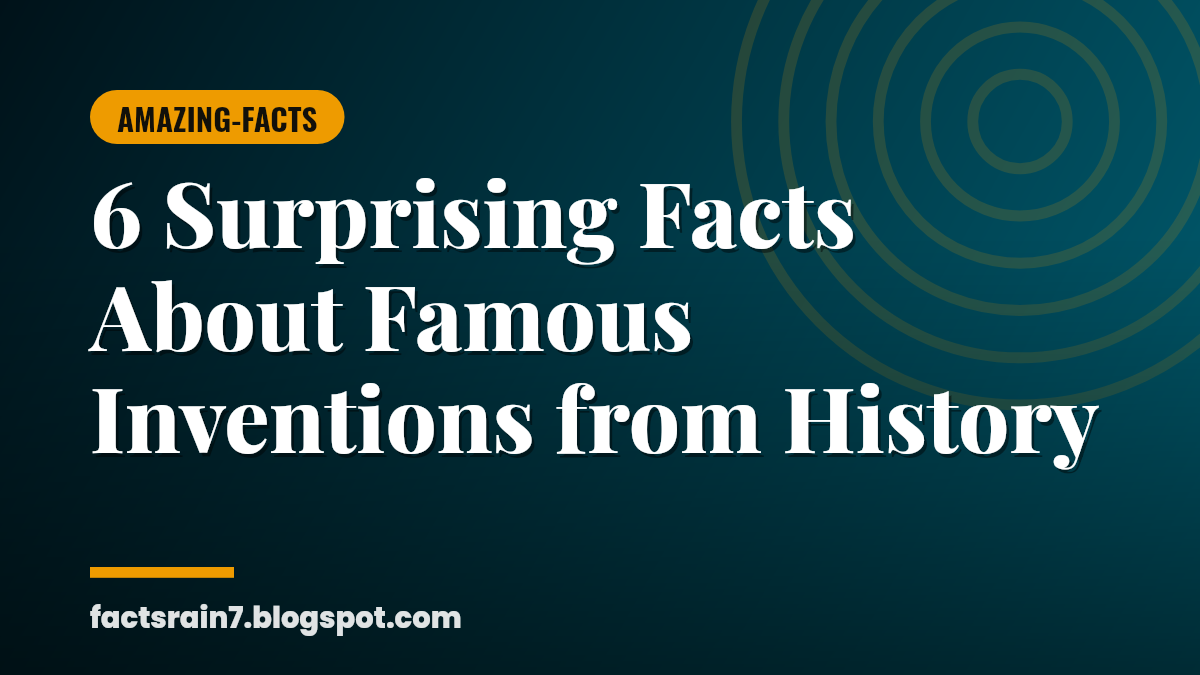 AMAZING-FACTS
6 Surprising Facts
About Famous
Inventions from History
factsrain7.blogspot.com